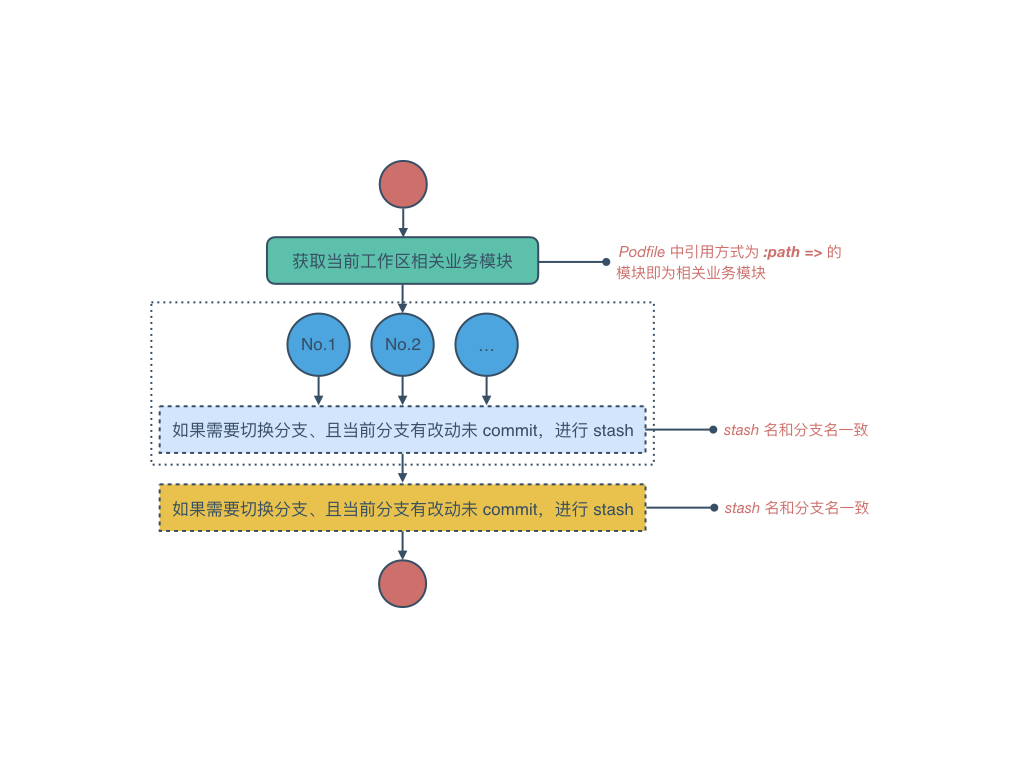 获取当前工作区相关业务模块
Podfile 中引用方式为 :path => 的
模块即为相关业务模块
No.1
No.2
...
如果需要切换分支、且当前分支有改动未 commit，进行 stash
stash 名和分支名一致
如果需要切换分支、且当前分支有改动未 commit，进行 stash
stash 名和分支名一致